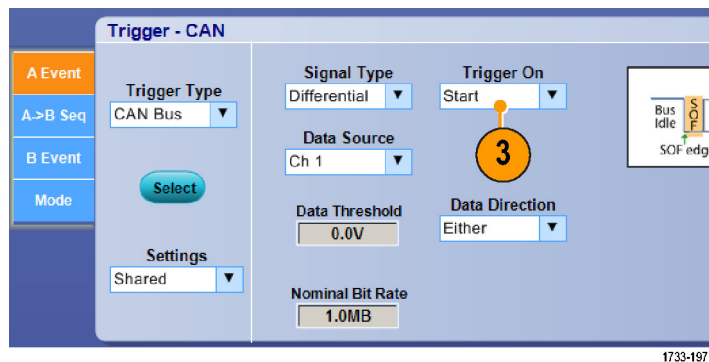 Trigger - CAN
A Event
A->B Seq
B Event
Mode
Trigger Type
CAN Bus
Select
Settings
Shared
Signal Type
Differential
Data Source
Ch 1
Data Threshold
0.0V
Nominal Bit Rate
1.0MB
Trigger On
Start
3
Data Direction
Either
Bus
Idle
SOF
SOF edg
1733-197